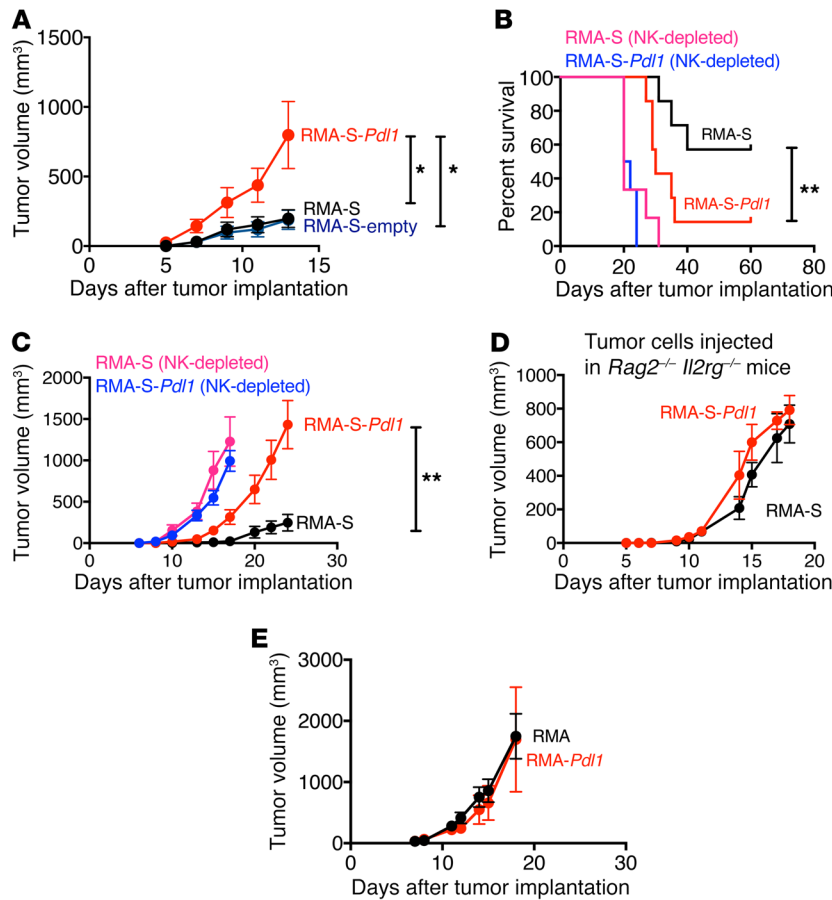 A
Tumor volume (mm³)
1500
1000
500
0
0
5
10
15
Days after tumor implantation
RMA-S-Pdl1
RMA-S
RMA-S-empty
*
*
B
RMA-S (NK-depleted)
RMA-S-Pdl1 (NK-depleted)
Percent survival
100
80
60
40
20
0
0
20
40
60
80
Days after tumor implantation
RMA-S
RMA-S-Pdl1
**
C
RMA-S (NK-depleted)
RMA-S-Pdl1 (NK-depleted)
Tumor volume (mm³)
2000
1500
1000
500
0
0
10
20
30
Days after tumor implantation
RMA-S-Pdl1
RMA-S
**
D
Tumor cells injected
in Rag2⁻/⁻ Il2rg⁻/⁻ mice
Tumor volume (mm³)
1000
800
600
400
200
0
0
5
10
15
20
Days after tumor implantation
RMA-S-Pdl1
RMA-S
E
Tumor volume (mm³)
3000
2000
1000
0
0
10
20
30
Days after tumor implantation
RMA
RMA-Pdl1